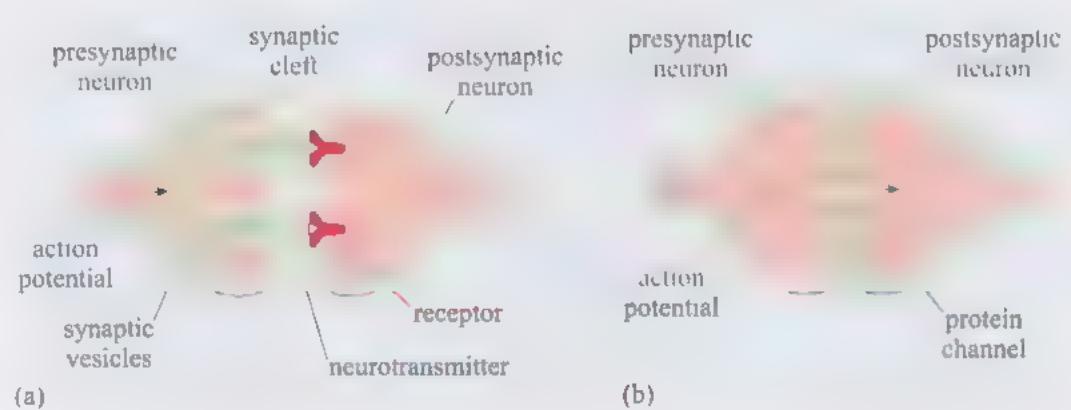 presynaptic
neuron
synaptic
cleft
postsynaptic
neuron
action
potential
synaptic
vesicles
receptor
neurotransmitter
(a)
presynaptic
neuron
postsynaptic
neuron
action
potential
protein
channel
(b)